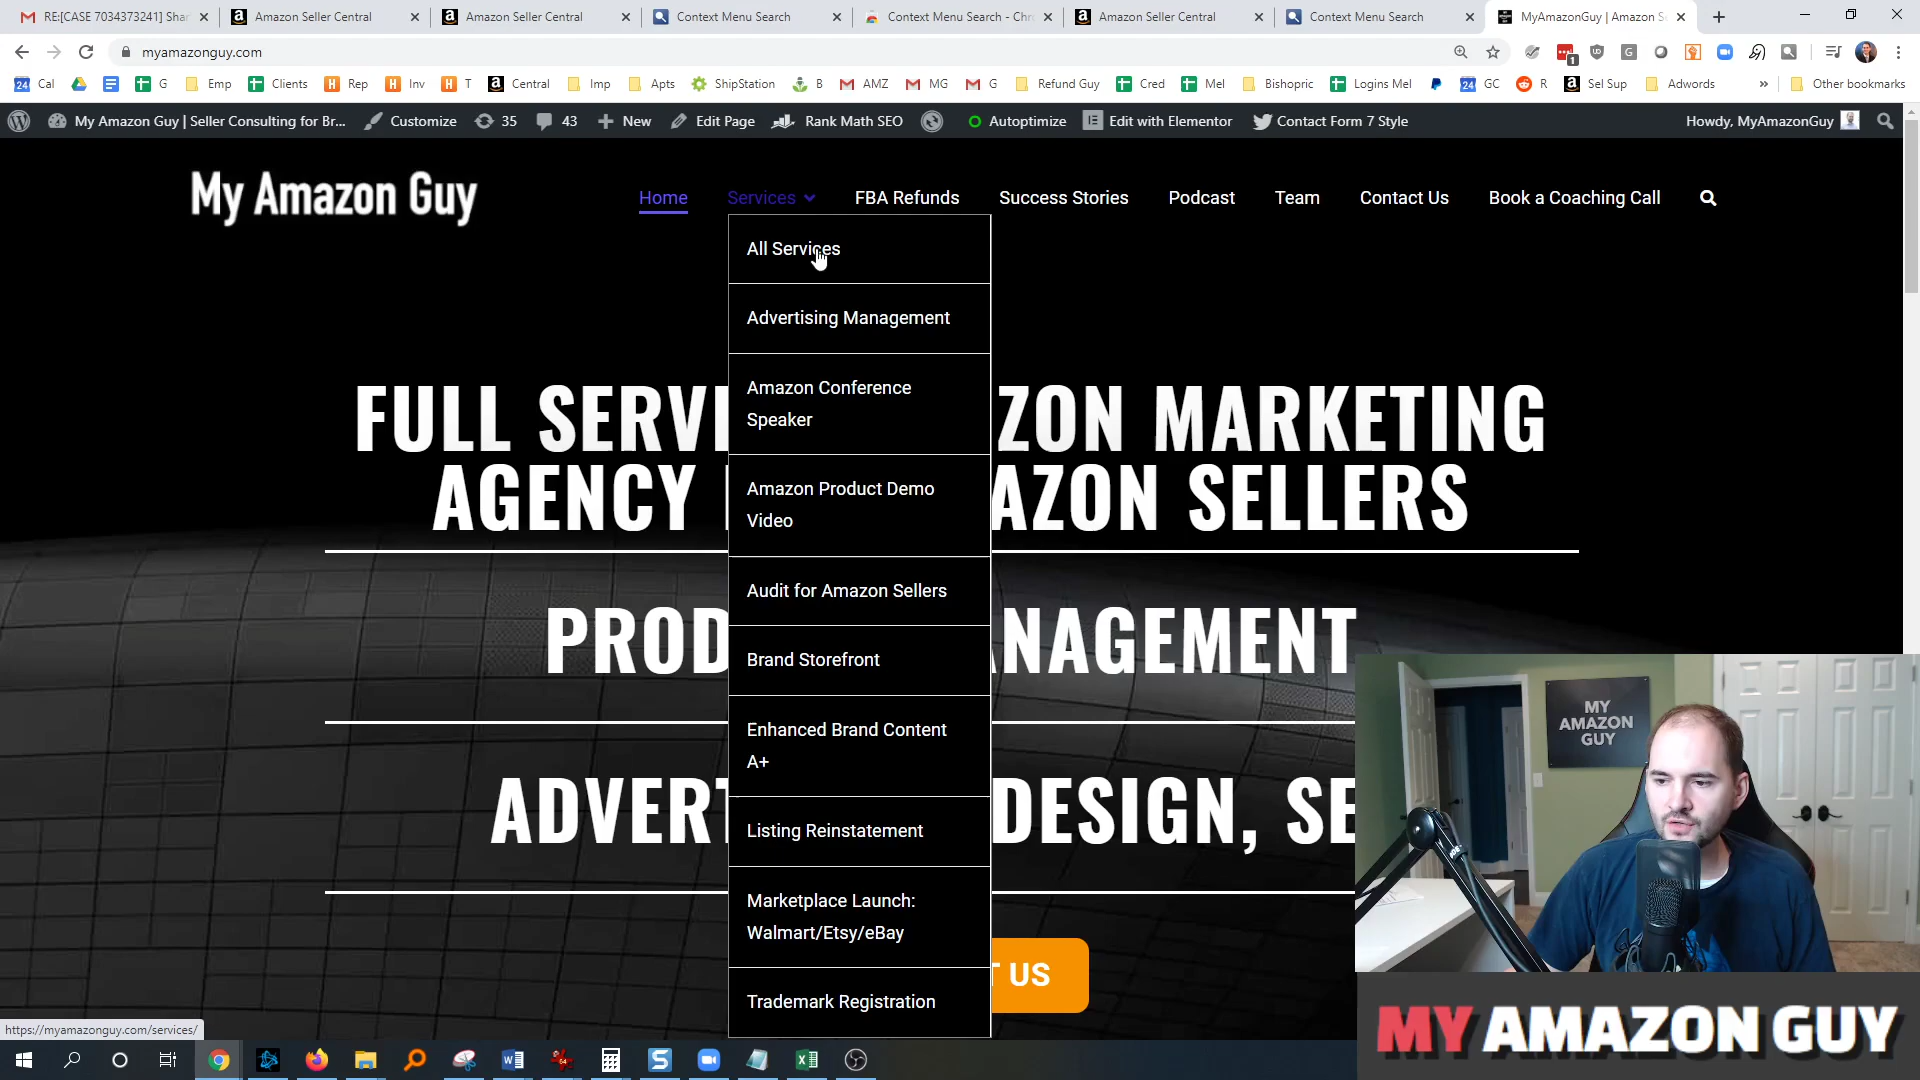 RE:[CASE 7034373241] Shar
Amazon Seller Central
Amazon Seller Central
Context Menu Search
Context Menu Search - Chr
Amazon Seller Central
Context Menu Search
MyAmazonGuy | Amazon S
myamazonguy.com
Cal
G
Emp
Clients
Rep
Inv
T
Central
Imp
Apts
ShipStation
B
AMZ
MG
G
Refund Guy
Cred
Mel
Bishopric
Logins Mel
GC
R
Sel Sup
Adwords
»
Other bookmarks
My Amazon Guy | Seller Consulting for Br...
Customize
35
43
New
Edit Page
Rank Math SEO
Autoptimize
Edit with Elementor
Contact Form 7 Style
Howdy, MyAmazonGuy
My Amazon Guy
Home
Services
FBA Refunds
Success Stories
Podcast
Team
Contact Us
Book a Coaching Call
All Services
Advertising Management
Amazon Conference
Speaker
Amazon Product Demo
Video
Audit for Amazon Sellers
Brand Storefront
Enhanced Brand Content
A+
Listing Reinstatement
Marketplace Launch:
Walmart/Etsy/eBay
Trademark Registration
FULL SERVI ZON MARKETING
AGENCY AZON SELLERS
PROD NAGEMENT
ADVERT DESIGN, SE
T US
MY
AMAZON
GUY
https://myamazonguy.com/services/
MY AMAZON GUY